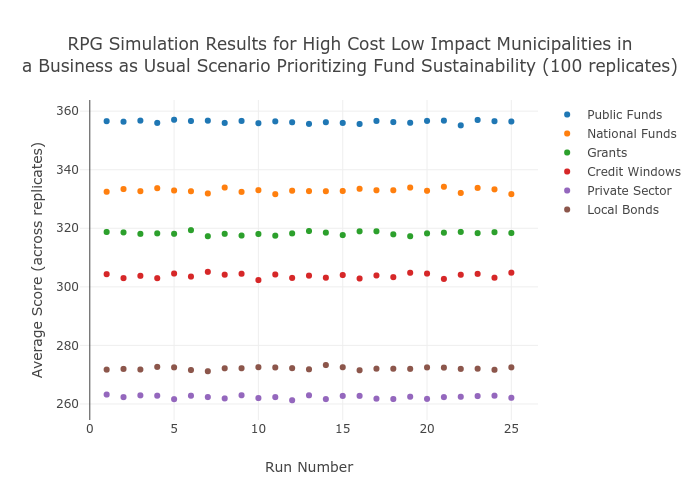 RPG Simulation Results for High Cost Low Impact Municipalities in
a Business as Usual Scenario Prioritizing Fund Sustainability (100 replicates)
Average Score (across replicates)
360
340
320
300
280
260
0
5
10
15
20
25
Run Number
Public Funds
National Funds
Grants
Credit Windows
Private Sector
Local Bonds